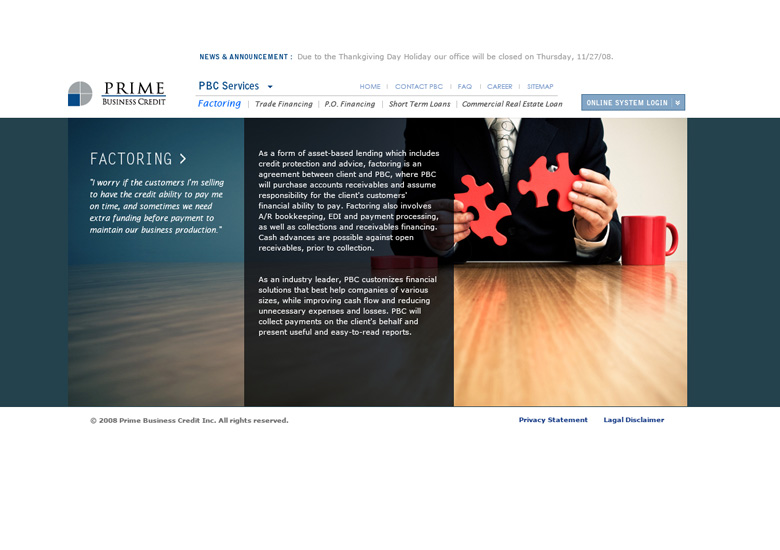 NEWS & ANNOUNCEMENT : Due to the Thankgiving Day Holiday our office will be closed on Thursday, 11/27/08.
PRIME
BUSINESS CREDIT
PBC Services
HOME | CONTACT PBC | FAQ | CAREER | SITEMAP
Factoring | Trade Financing | P.O. Financing | Short Term Loans | Commercial Real Estate Loan
ONLINE SYSTEM LOGIN
FACTORING >
"I worry if the customers I'm selling
to have the credit ability to pay me
on time, and sometimes we need
extra funding before payment to
maintain our business production."
As a form of asset-based lending which includes
credit protection and advice, factoring is an
agreement between client and PBC, where PBC
will purchase accounts receivables and assume
responsibility for the client's customers'
financial ability to pay. Factoring also involves
A/R bookkeeping, EDI and payment processing,
as well as collections and receivables financing.
Cash advances are possible against open
receivables, prior to collection.
As an industry leader, PBC customizes financial
solutions that best help companies of various
sizes, while improving cash flow and reducing
unnecessary expenses and losses. PBC will
collect payments on the client's behalf and
present useful and easy-to-read reports.
© 2008 Prime Business Credit Inc. All rights reserved.
Privacy Statement
Lagal Disclaimer